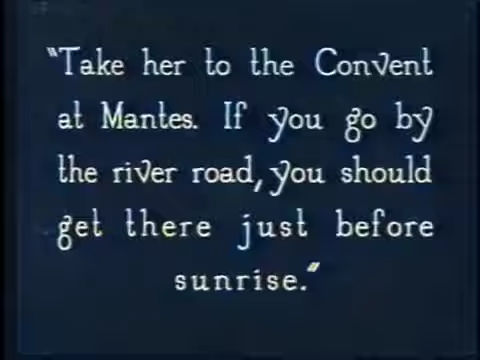 "Take her to the Convent
at Mantes. If you go by
the river road, you should
get there just before
sunrise."